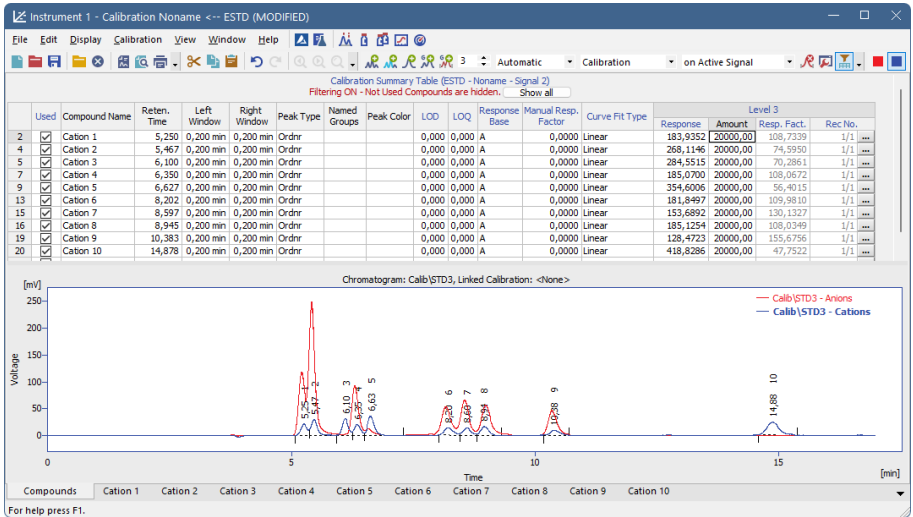 Instrument 1 - Calibration Noname <-- ESTD (MODIFIED)
File Edit Display Calibration View Window Help
3 Automatic Calibration on Active Signal
Calibration Summary Table (ESTD - Noname - Signal 2)
Filtering ON - Not Used Compounds are hidden. Show all
Used Compound Name Reten. Time Left Window Right Window Peak Type Named Groups Peak Color LOD LOQ Response Base Manual Resp. Factor Curve Fit Type Level 3
Response Amount Resp. Fact. Rec No.
2 Cation 1 5,250 0,200 min 0,200 min Ordnr 0,000 0,000 A 0,0000 Linear 183,9352 20000,00 108,7339 1/1 ...
4 Cation 2 5,467 0,200 min 0,200 min Ordnr 0,000 0,000 A 0,0000 Linear 268,1146 20000,00 74,5950 1/1 ...
5 Cation 3 6,100 0,200 min 0,200 min Ordnr 0,000 0,000 A 0,0000 Linear 284,5515 20000,00 70,2861 1/1 ...
7 Cation 4 6,350 0,200 min 0,200 min Ordnr 0,000 0,000 A 0,0000 Linear 185,0700 20000,00 108,0672 1/1 ...
9 Cation 5 6,627 0,200 min 0,200 min Ordnr 0,000 0,000 A 0,0000 Linear 354,6006 20000,00 56,4015 1/1 ...
13 Cation 6 8,202 0,200 min 0,200 min Ordnr 0,000 0,000 A 0,0000 Linear 181,8497 20000,00 109,9810 1/1 ...
15 Cation 7 8,597 0,200 min 0,200 min Ordnr 0,000 0,000 A 0,0000 Linear 153,6892 20000,00 130,1327 1/1 ...
16 Cation 8 8,945 0,200 min 0,200 min Ordnr 0,000 0,000 A 0,0000 Linear 185,1254 20000,00 108,0349 1/1 ...
19 Cation 9 10,383 0,200 min 0,200 min Ordnr 0,000 0,000 A 0,0000 Linear 128,4723 20000,00 155,6756 1/1 ...
20 Cation 10 14,878 0,200 min 0,200 min Ordnr 0,000 0,000 A 0,0000 Linear 418,8286 20000,00 47,7522 1/1 ...
Chromatogram: Calib\STD3, Linked Calibration: <None>
[mV]
Calib\STD3 - Anions
Calib\STD3 - Cations
250
200
150
100
50
0
Voltage
5,25 1
5,47 2
6,10 3
6,35 4
6,63 5
8,20 6
8,60 7
8,94 8
10,38 9
14,88 10
0 5 10 15
Time
[min]
Compounds Cation 1 Cation 2 Cation 3 Cation 4 Cation 5 Cation 6 Cation 7 Cation 8 Cation 9 Cation 10
For help press F1.